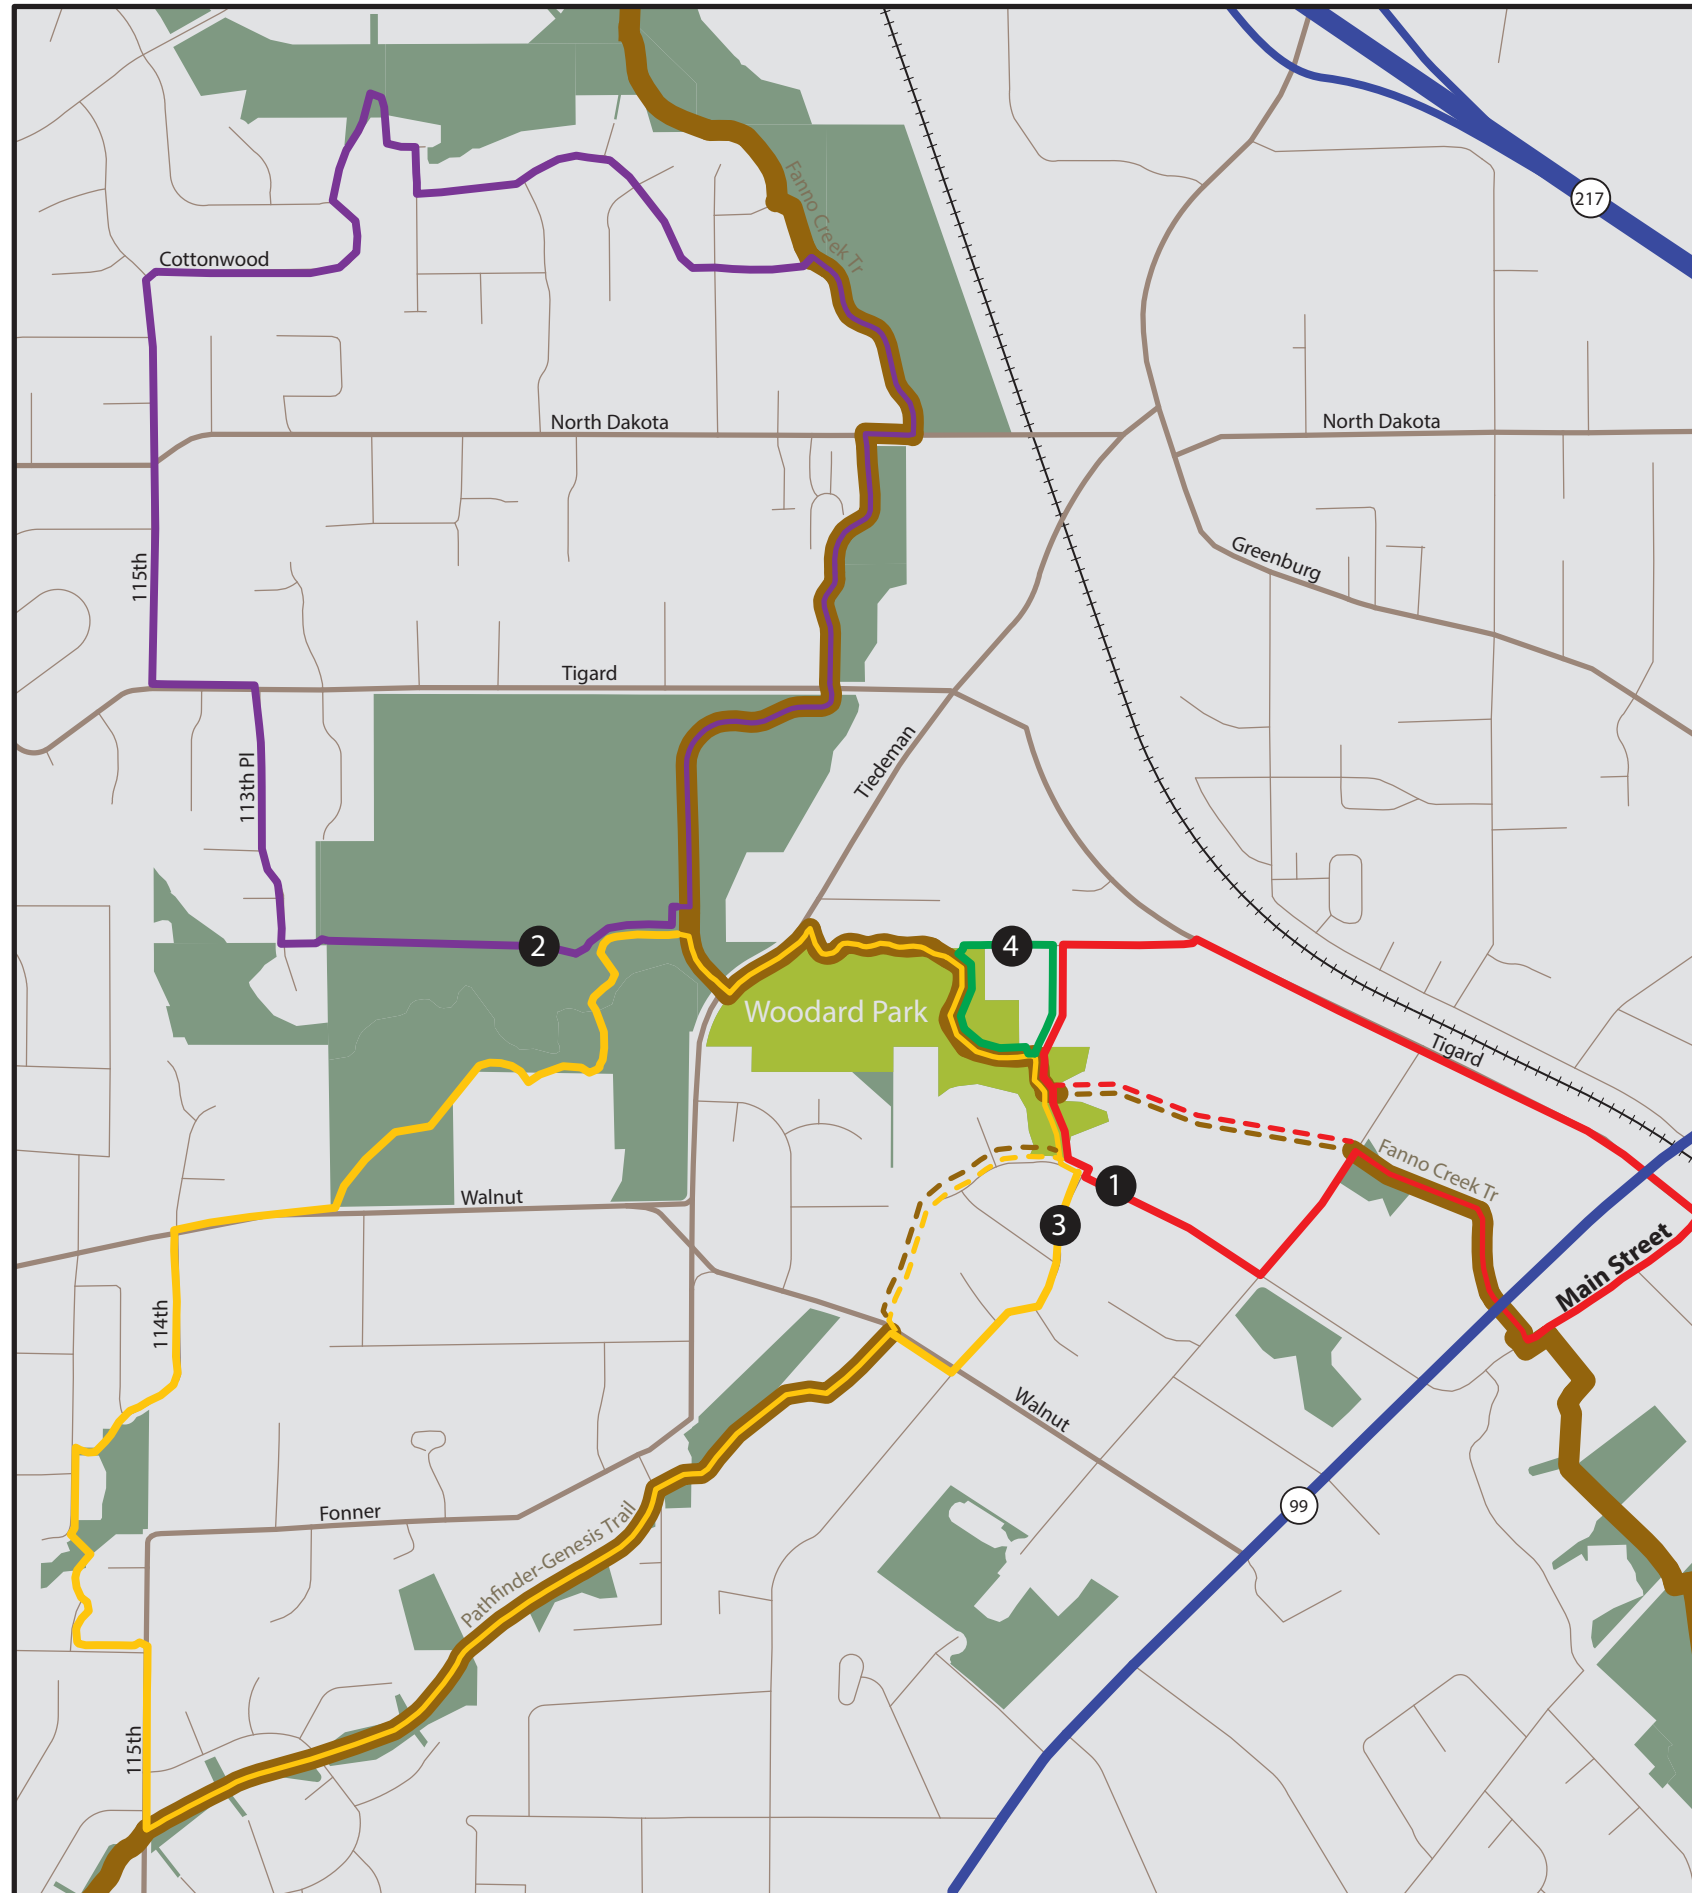 217
Fanno Creek Tr
Cottonwood
North Dakota
North Dakota
115th
Greenburg
Tigard
Tiedeman
113th Pl
2
4
Woodard Park
Tigard
Fanno Creek Tr
1
Walnut
3
Main Street
114th
Walnut
99
Fonner
Pathfinder-Genesis Trail
115th